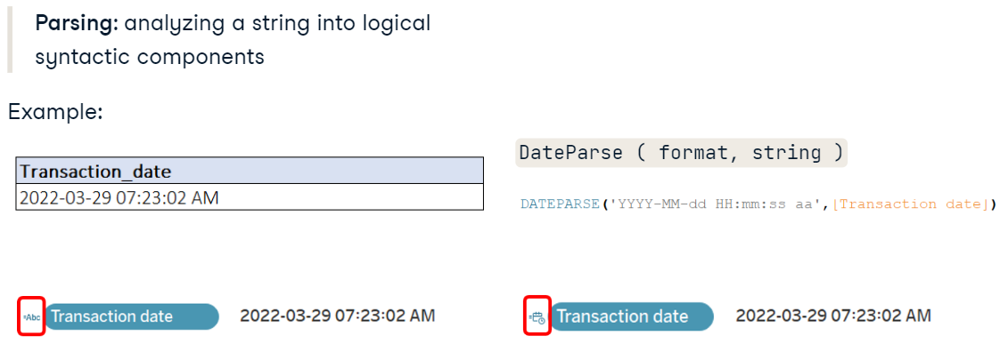 Parsing: analyzing a string into logical
syntactic components
Example:
Transaction_date
2022-03-29 07:23:02 AM
DateParse ( format, string )
DATEPARSE('YYYY-MM-dd HH:mm:ss aa',[Transaction date])
=Abc Transaction date 2022-03-29 07:23:02 AM
Transaction date 2022-03-29 07:23:02 AM